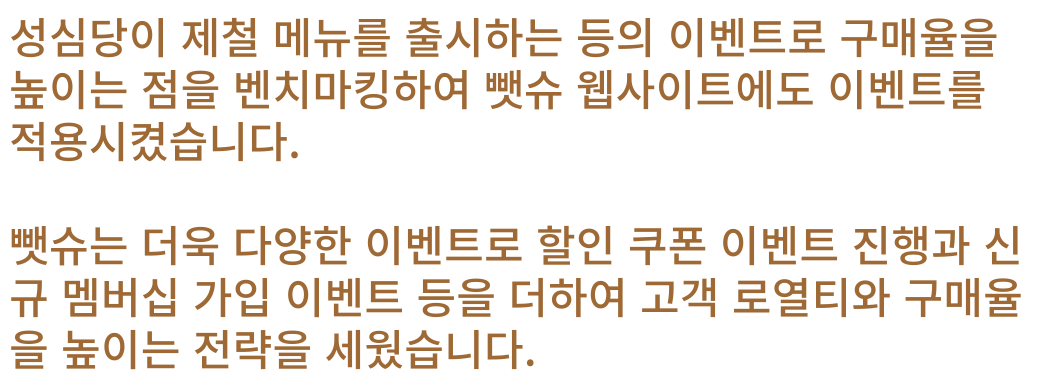 성심당이 제철 메뉴를 출시하는 등의 이벤트로 구매율을
높이는 점을 벤치마킹하여 뺏슈 웹사이트에도 이벤트를
적용시켰습니다.
뺏슈는 더욱 다양한 이벤트로 할인 쿠폰 이벤트 진행과 신
규 멤버십 가입 이벤트 등을 더하여 고객 로열티와 구매율
을 높이는 전략을 세웠습니다.